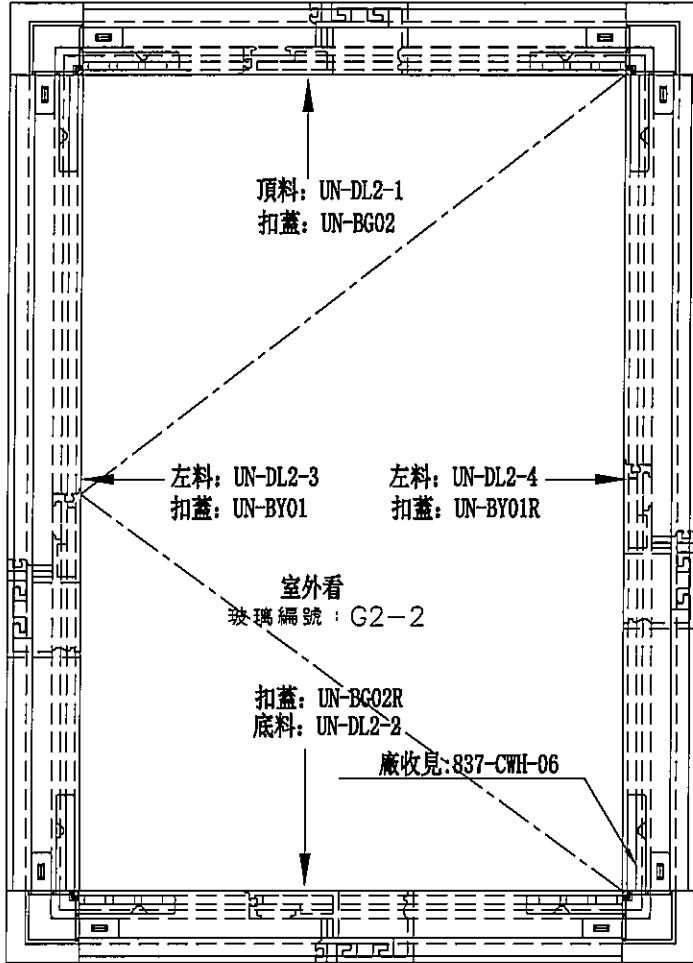 頂料: UN-DL2-1
扣蓋: UN-BG02
左料: UN-DL2-3
扣蓋: UN-BY01
左料: UN-DL2-4
扣蓋: UN-BY01R
室外看
玻璃編號：G2-2
扣蓋: UN-BG02R
底料: UN-DL2-2
廠收見:837-CWH-06